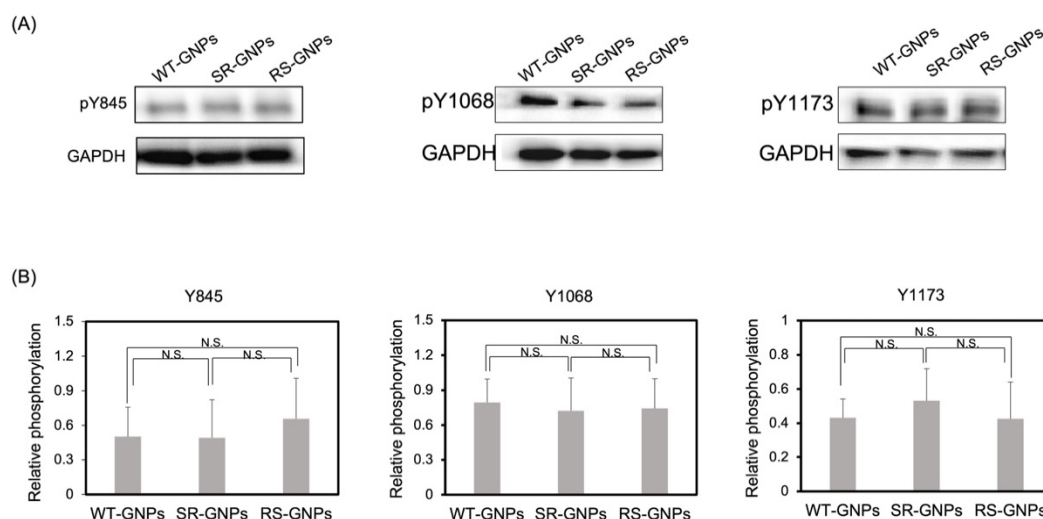 (A)
WT-GNPs SR-GNPs RS-GNPs
pY845
GAPDH
WT-GNPs SR-GNPs RS-GNPs
pY1068
GAPDH
WT-GNPs SR-GNPs RS-GNPs
pY1173
GAPDH
(B)
Y845
Relative phosphorylation
1.5
1.2
0.9
0.6
0.3
0
N.S.
N.S. N.S.
WT-GNPs SR-GNPs RS-GNPs
Y1068
Relative phosphorylation
1.5
1.2
0.9
0.6
0.3
0
N.S.
N.S. N.S.
WT-GNPs SR-GNPs RS-GNPs
Y1173
Relative phosphorylation
1
0.8
0.6
0.4
0.2
0
N.S.
N.S. N.S.
WT-GNPs SR-GNPs RS-GNPs